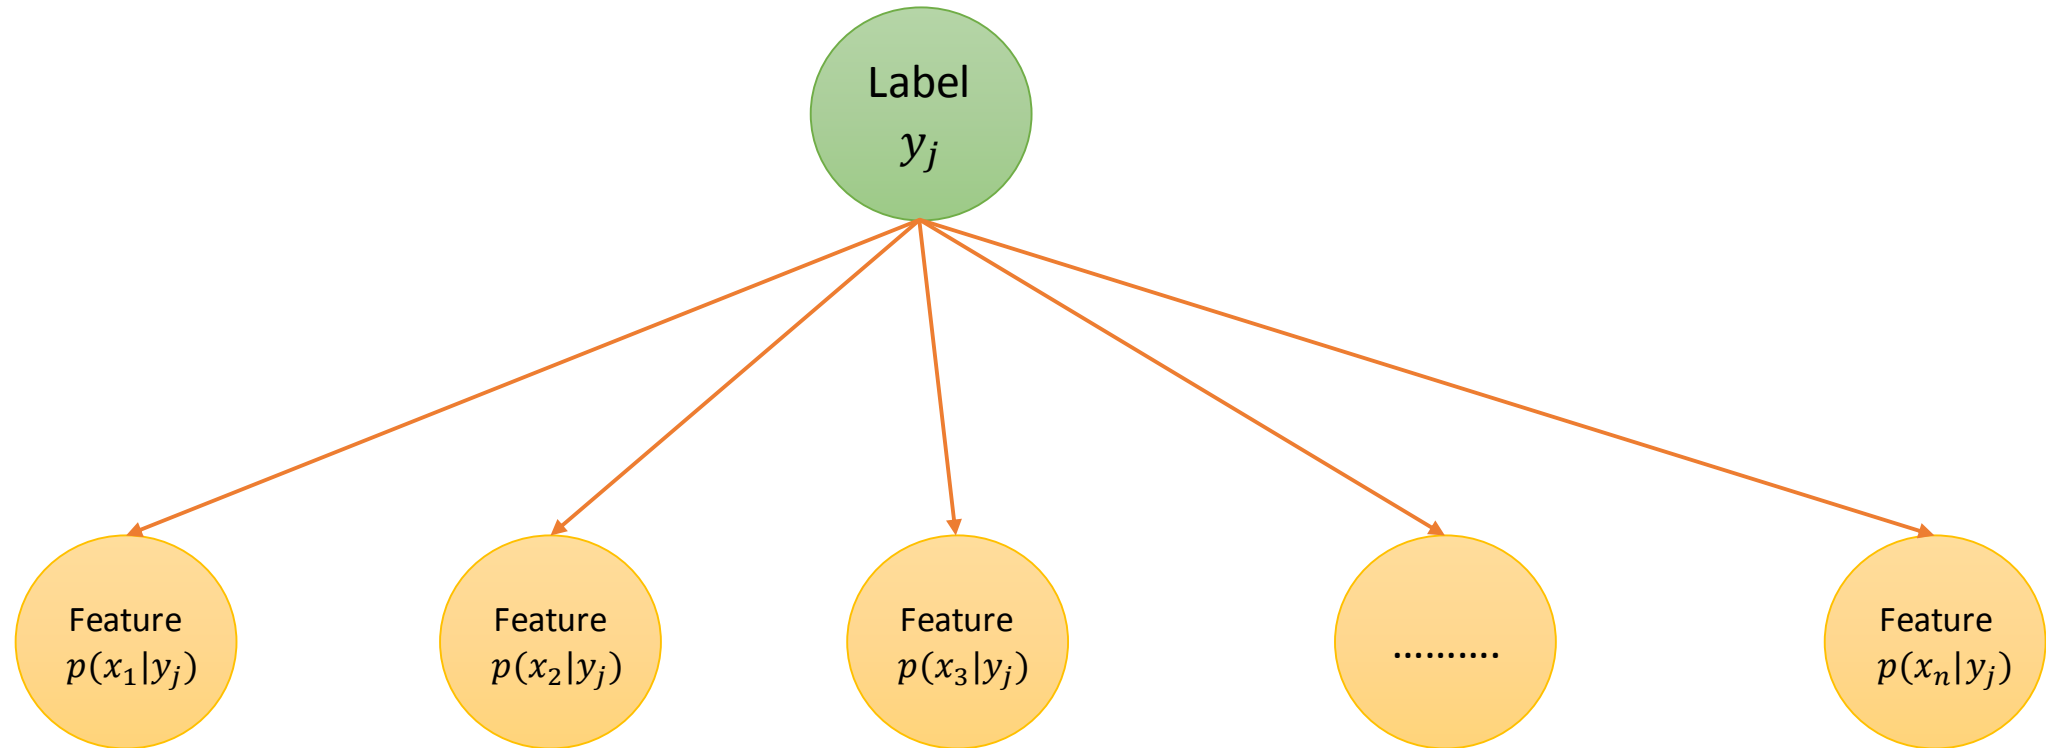 Label
y_j
Feature
p(x_1|y_j)
Feature
p(x_2|y_j)
Feature
p(x_3|y_j)
..........
Feature
p(x_n|y_j)